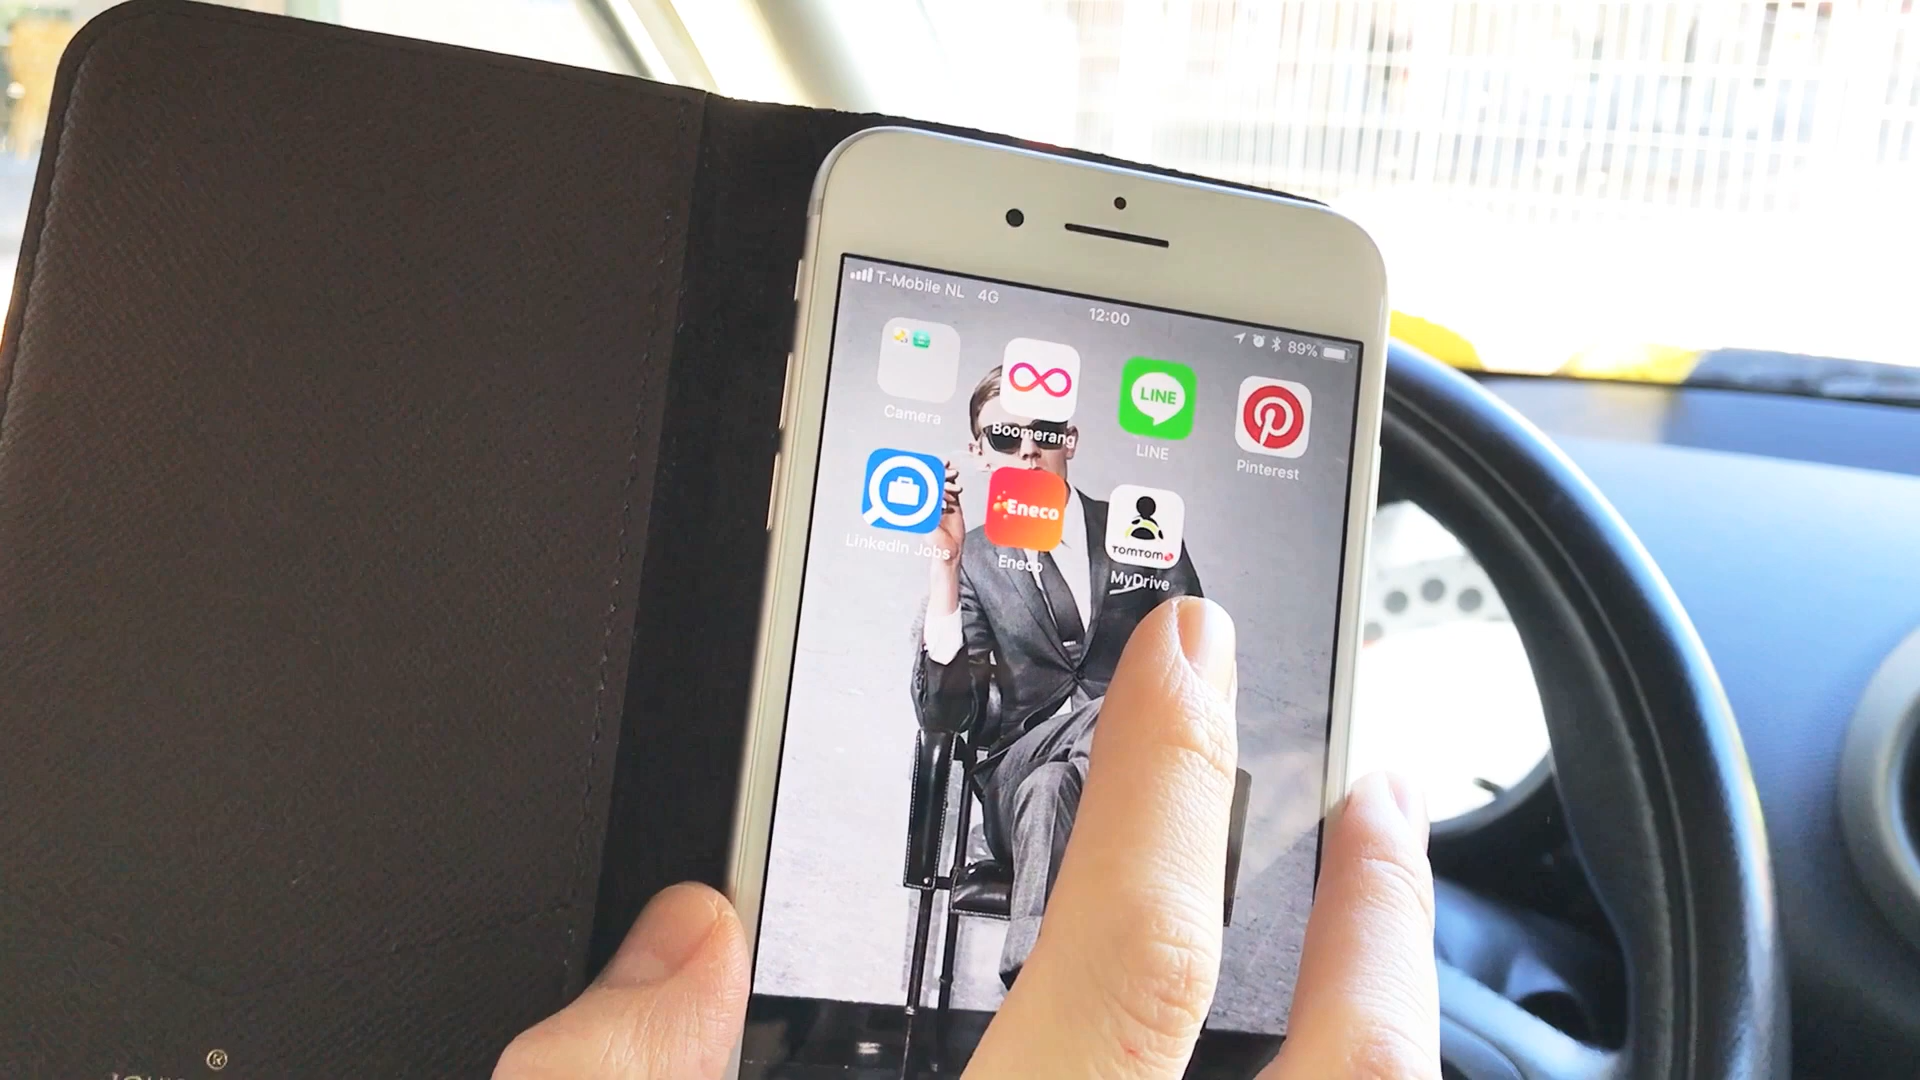 T-Mobile NL 4G
12:00
89%
Camera
Boomerang
LINE
LINE
Pinterest
LinkedIn Jobs
Eneco
Eneco
TOMTOM
MyDrive
®